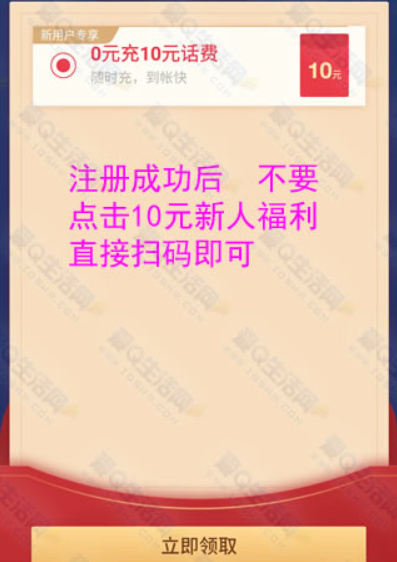 新用户专享
0元充10元话费
随时充，到帐快
10元
注册成功后　不要
点击10元新人福利
直接扫码即可
立即领取